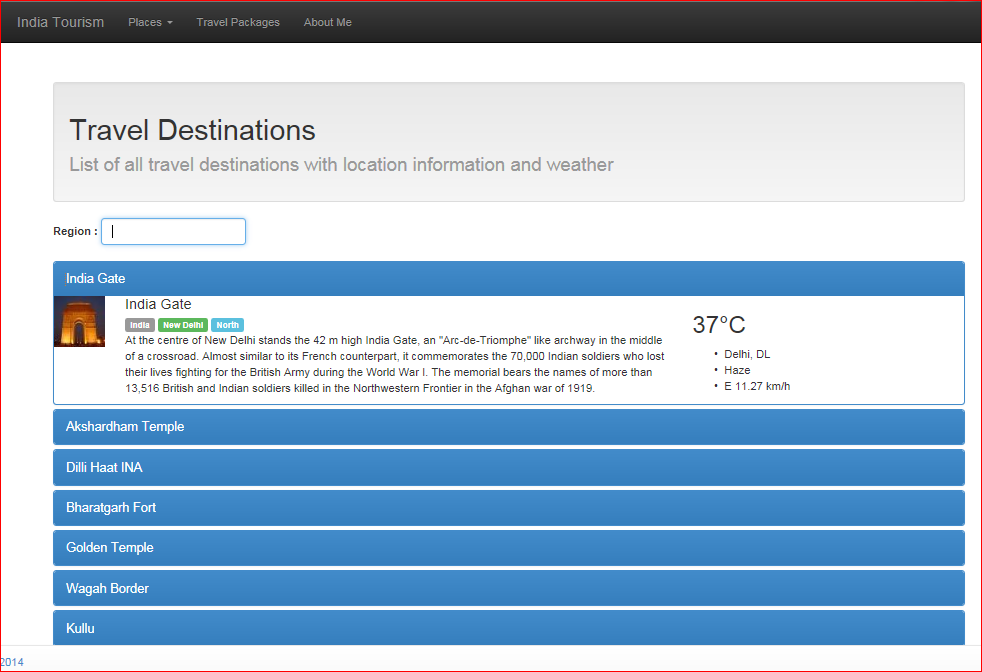 India Tourism Places Travel Packages About Me
Travel Destinations
List of all travel destinations with location information and weather
Region :
India Gate
India Gate
India New Delhi North
At the centre of New Delhi stands the 42 m high India Gate, an "Arc-de-Triomphe" like archway in the middle
of a crossroad. Almost similar to its French counterpart, it commemorates the 70,000 Indian soldiers who lost
their lives fighting for the British Army during the World War I. The memorial bears the names of more than
13,516 British and Indian soldiers killed in the Northwestern Frontier in the Afghan war of 1919.
37°C
• Delhi, DL
• Haze
• E 11.27 km/h
Akshardham Temple
Dilli Haat INA
Bharatgarh Fort
Golden Temple
Wagah Border
Kullu
2014